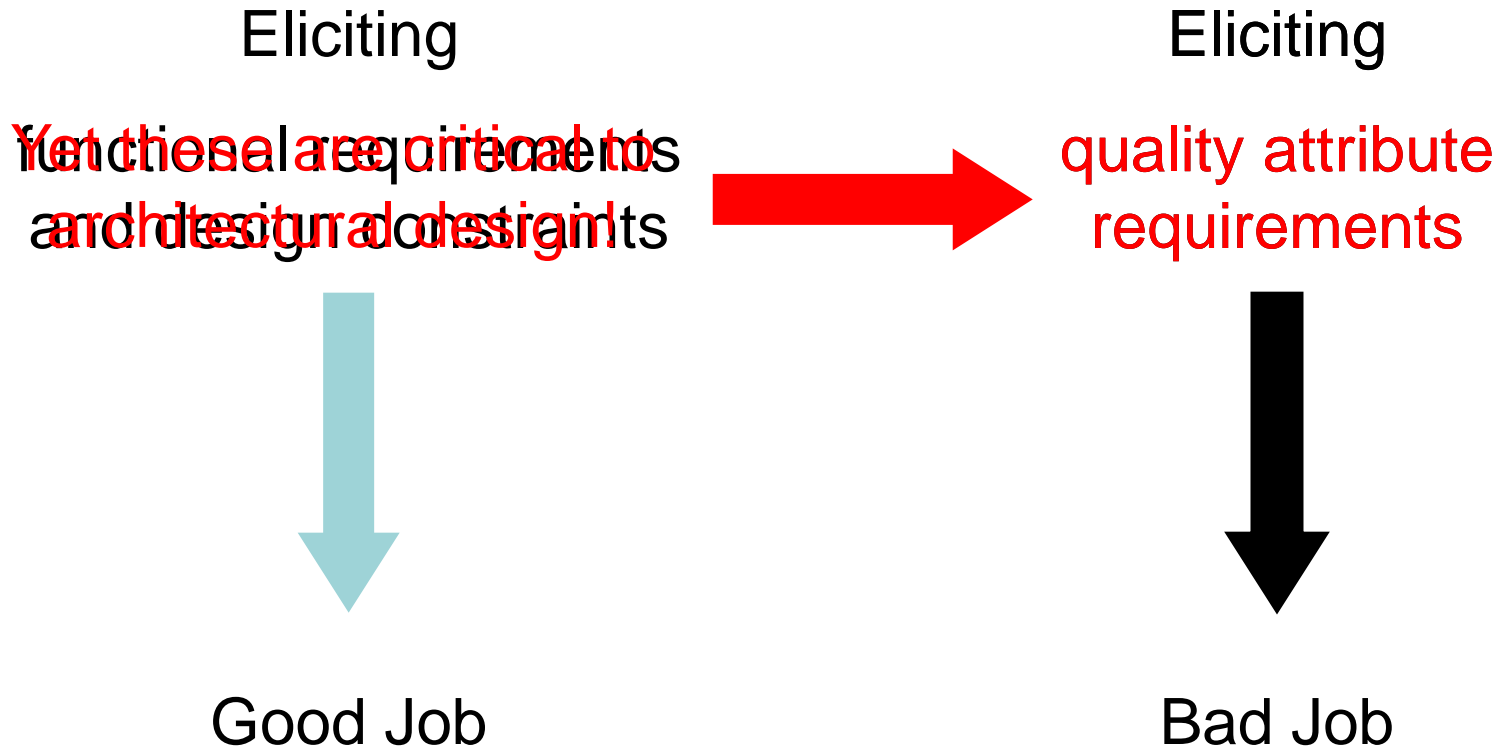 Eliciting
functional requirements
and design constraints
Yet these are critical to
architectural design!
Good Job
Eliciting
quality attribute
requirements
Bad Job